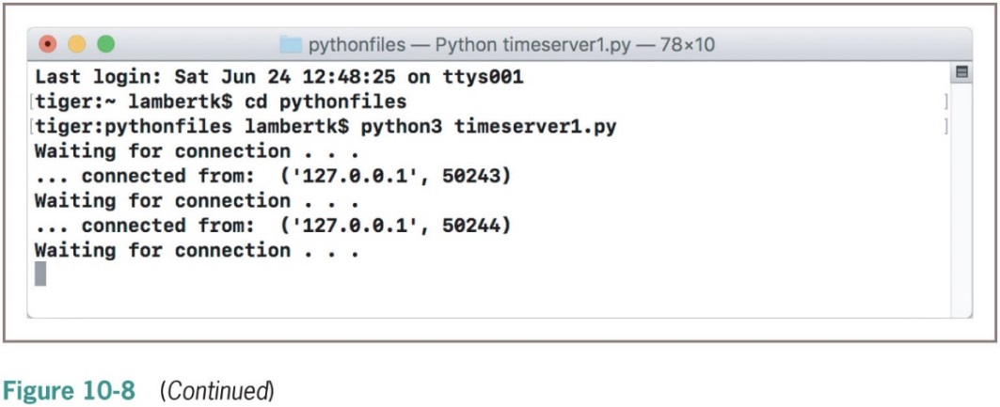 pythonfiles — Python timeserver1.py — 78×10
Last login: Sat Jun 24 12:48:25 on ttys001
[tiger:~ lambertk$ cd pythonfiles ]
[tiger:pythonfiles lambertk$ python3 timeserver1.py ]
Waiting for connection . . .
... connected from:  ('127.0.0.1', 50243)
Waiting for connection . . .
... connected from:  ('127.0.0.1', 50244)
Waiting for connection . . .
Figure 10-8 (Continued)